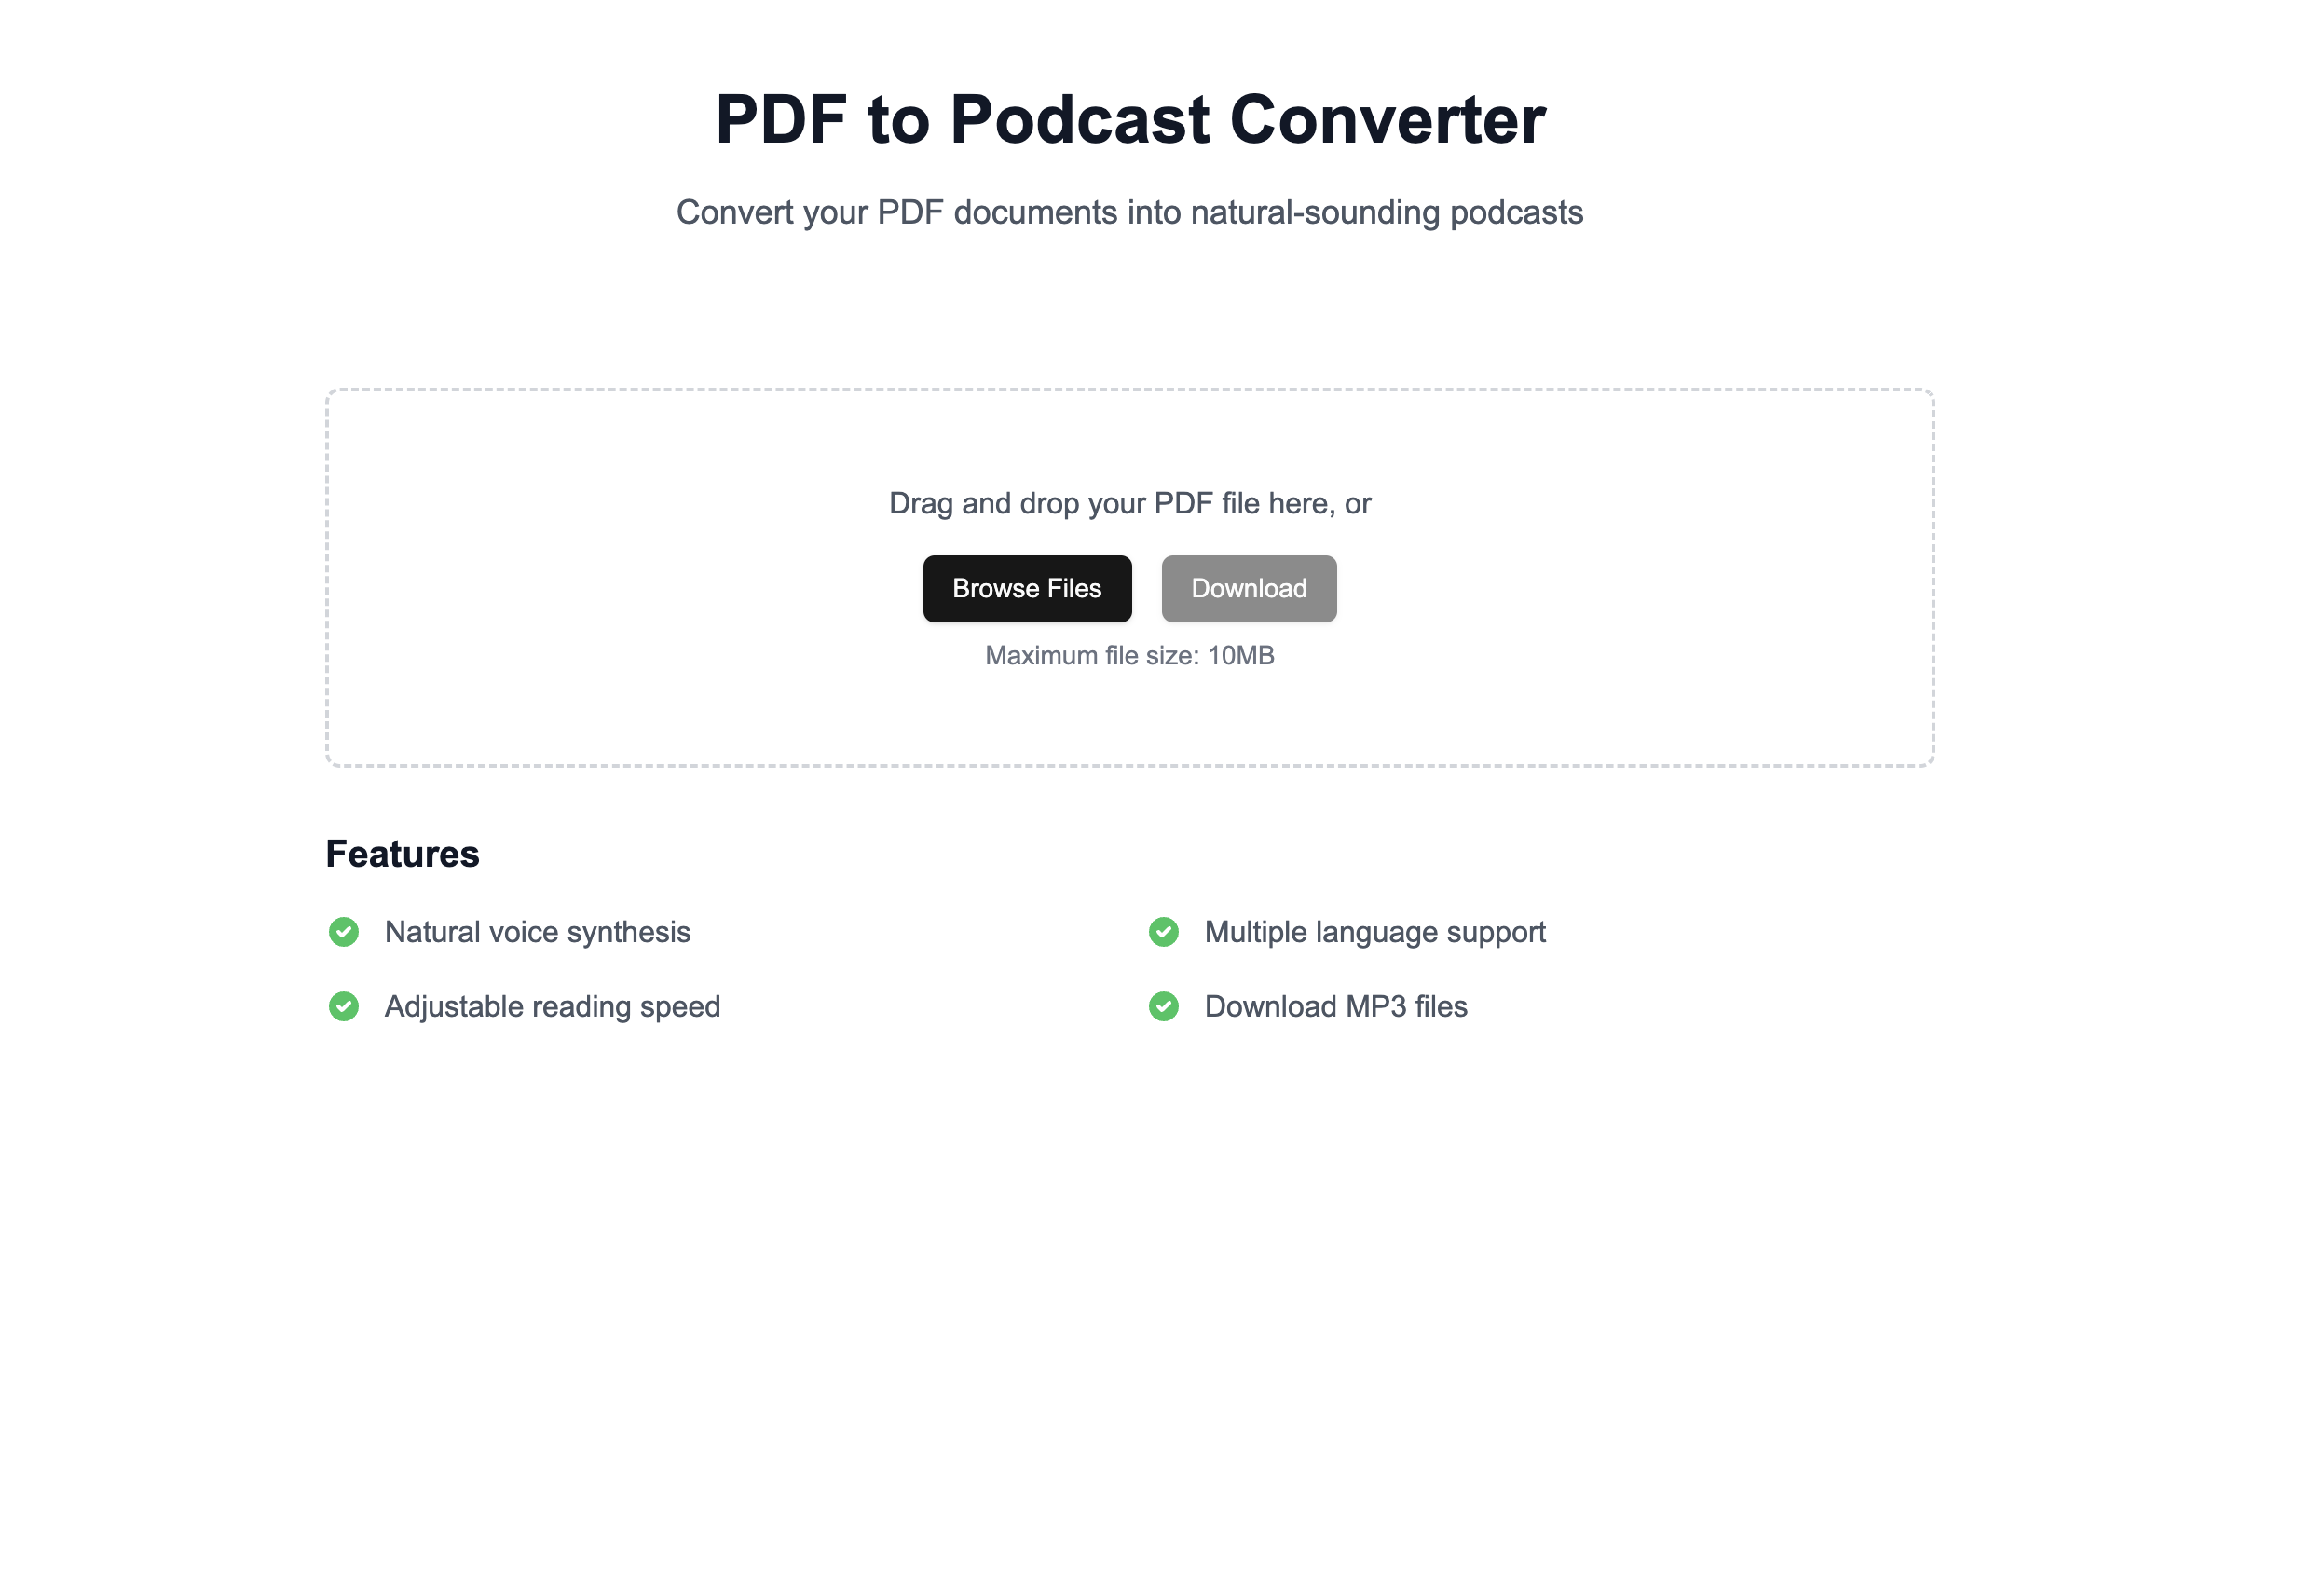 PDF to Podcast Converter
Convert your PDF documents into natural-sounding podcasts
Drag and drop your PDF file here, or
Browse Files
Download
Maximum file size: 10MB
Features
Natural voice synthesis
Multiple language support
Adjustable reading speed
Download MP3 files